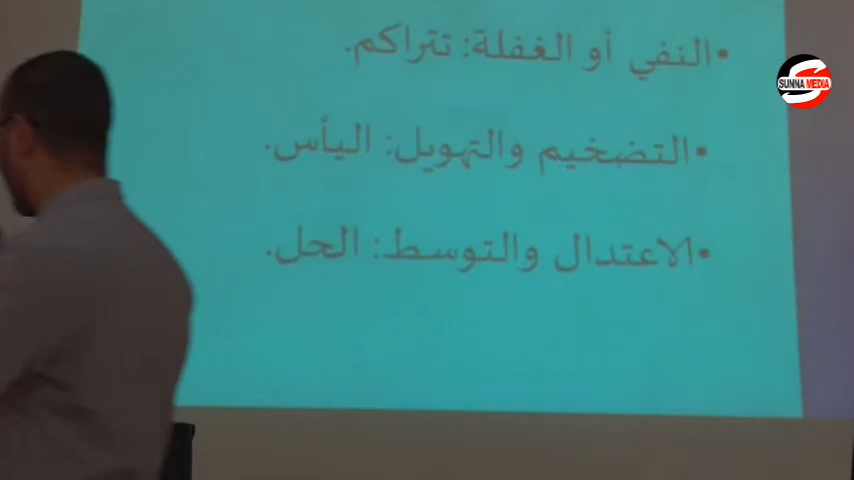 • النفي أو الغفلة: تتراكم.
• التضخيم والتهويل: اليأس.
• الاعتدال والتوسط: الحل.
SUNNA MEDIA